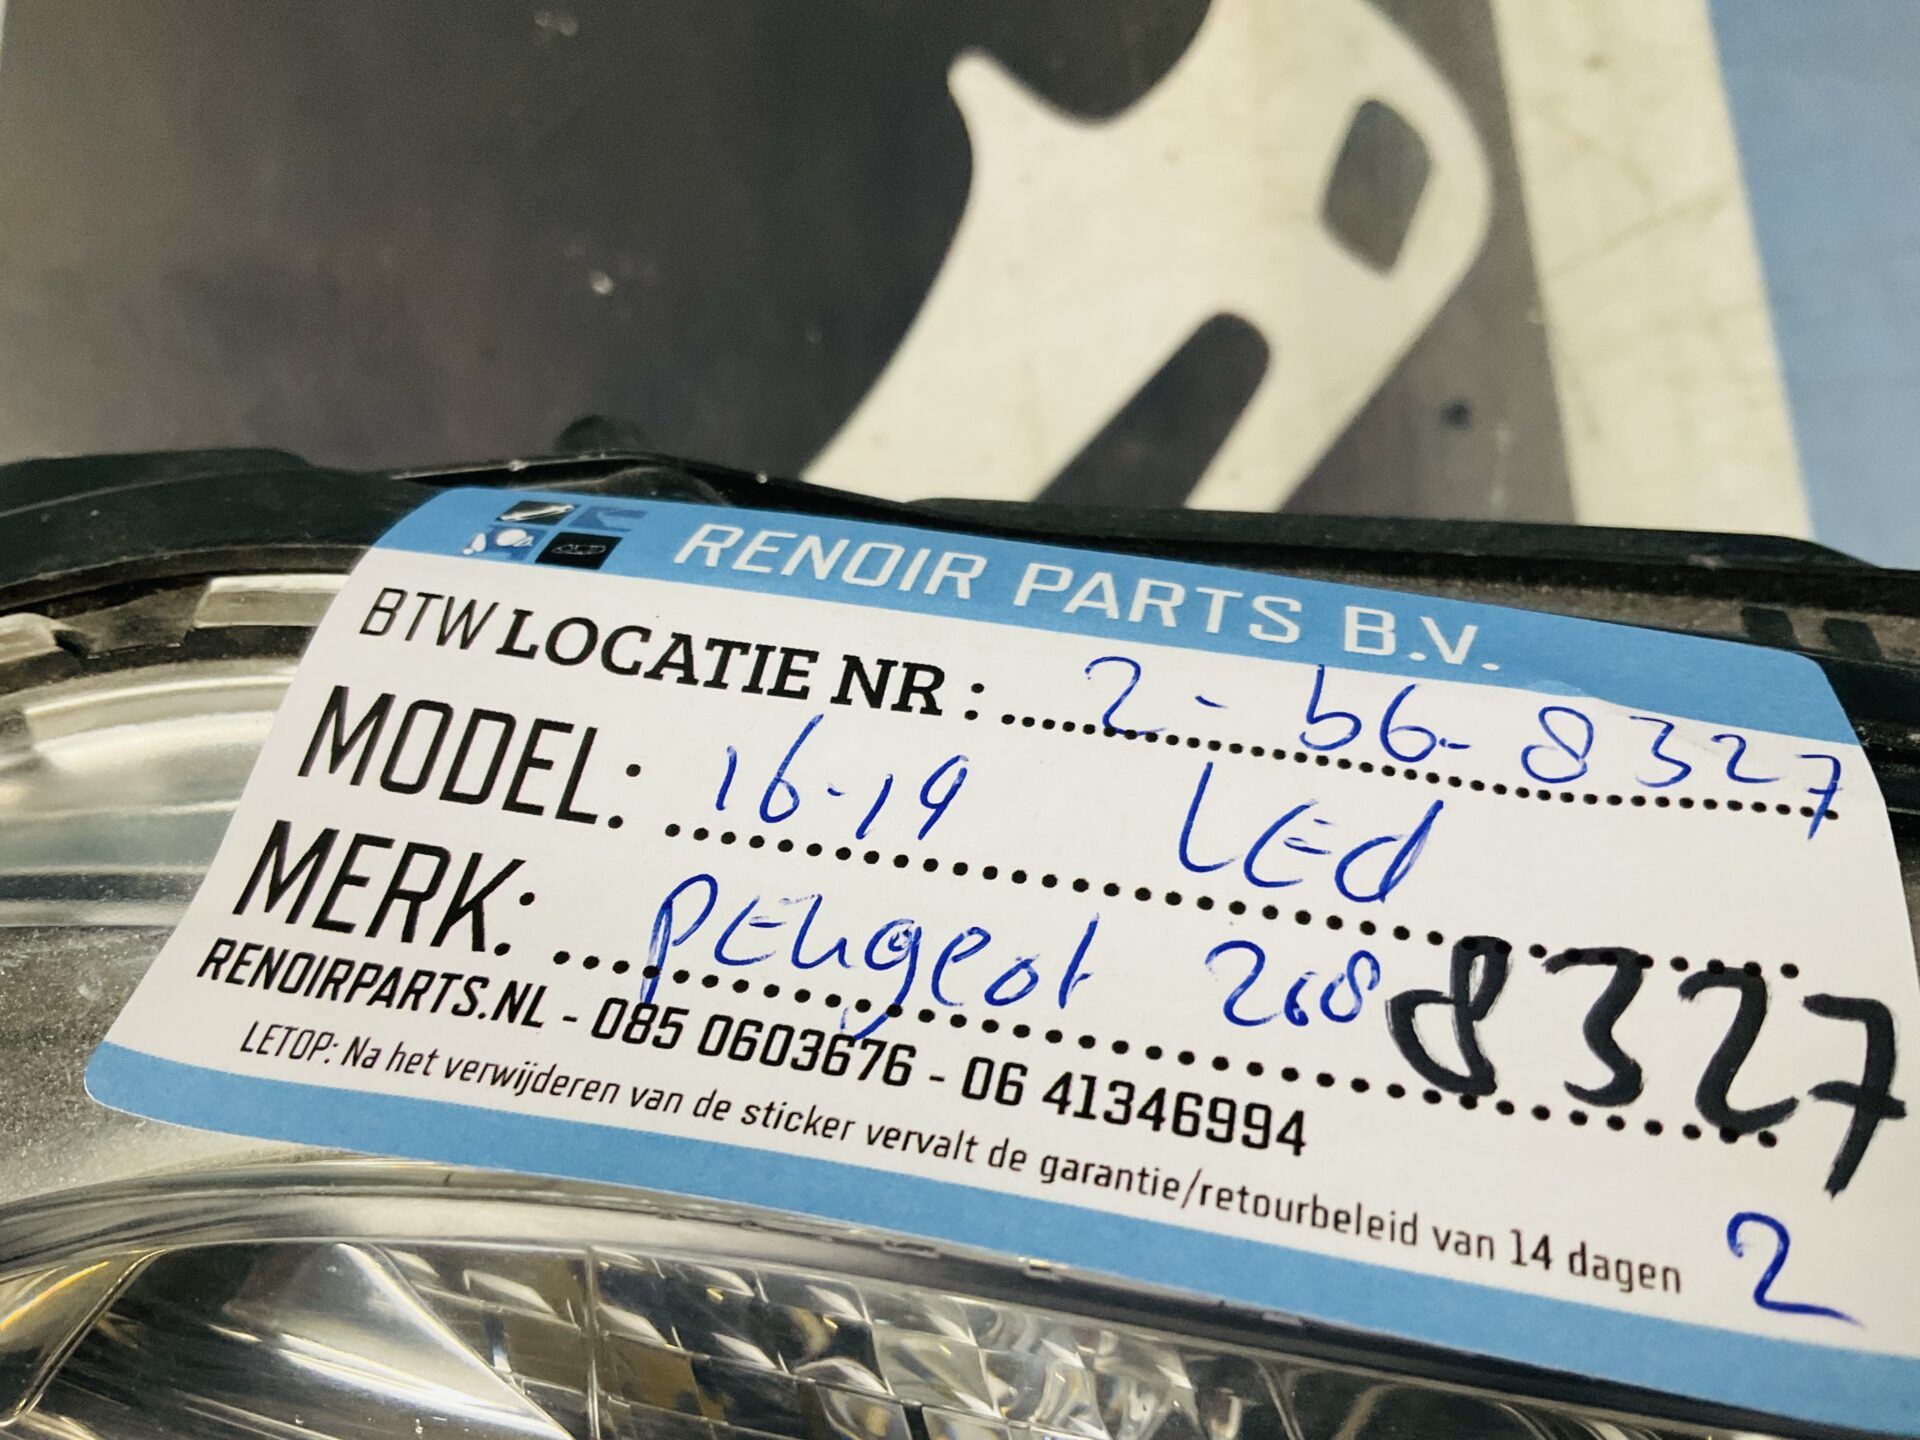 RENOIR PARTS B.V.
BTW LOCATIE NR : 2 - b6 - 8327
MODEL: 16-19 LED
MERK: PEugeot 208
8327
RENOIRPARTS.NL - 085 0603676 - 06 41346994
LETOP: Na het verwijderen van de sticker vervalt de garantie/retourbeleid van 14 dagen
2